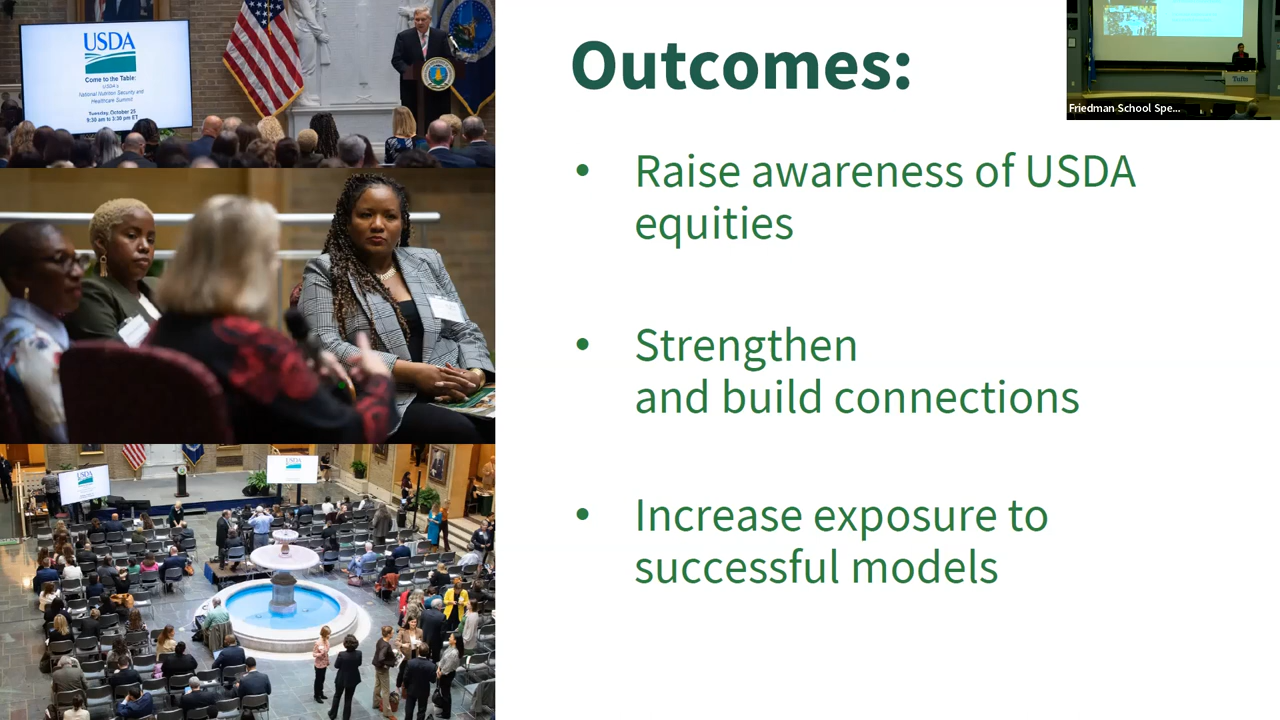 USDA
Come to the Table:
USDA's
National Nutrition Security and
Healthcare Summit
Tuesday, October 25
9:30 am to 3:30 pm ET
USDA
USDA
Outcomes:
• Raise awareness of USDA
equities
• Strengthen
and build connections
• Increase exposure to
successful models
Tufts
Friedman School Spe...